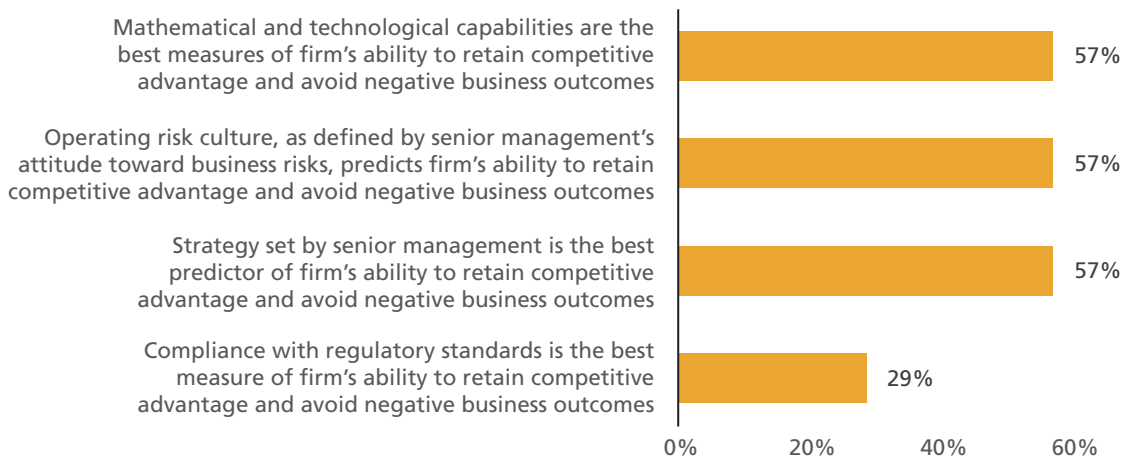 Mathematical and technological capabilities are the
best measures of firm’s ability to retain competitive
advantage and avoid negative business outcomes
57%
Operating risk culture, as defined by senior management’s
attitude toward business risks, predicts firm’s ability to retain
competitive advantage and avoid negative business outcomes
57%
Strategy set by senior management is the best
predictor of firm’s ability to retain competitive
advantage and avoid negative business outcomes
57%
Compliance with regulatory standards is the best
measure of firm’s ability to retain competitive
advantage and avoid negative business outcomes
29%
0% 20% 40% 60%